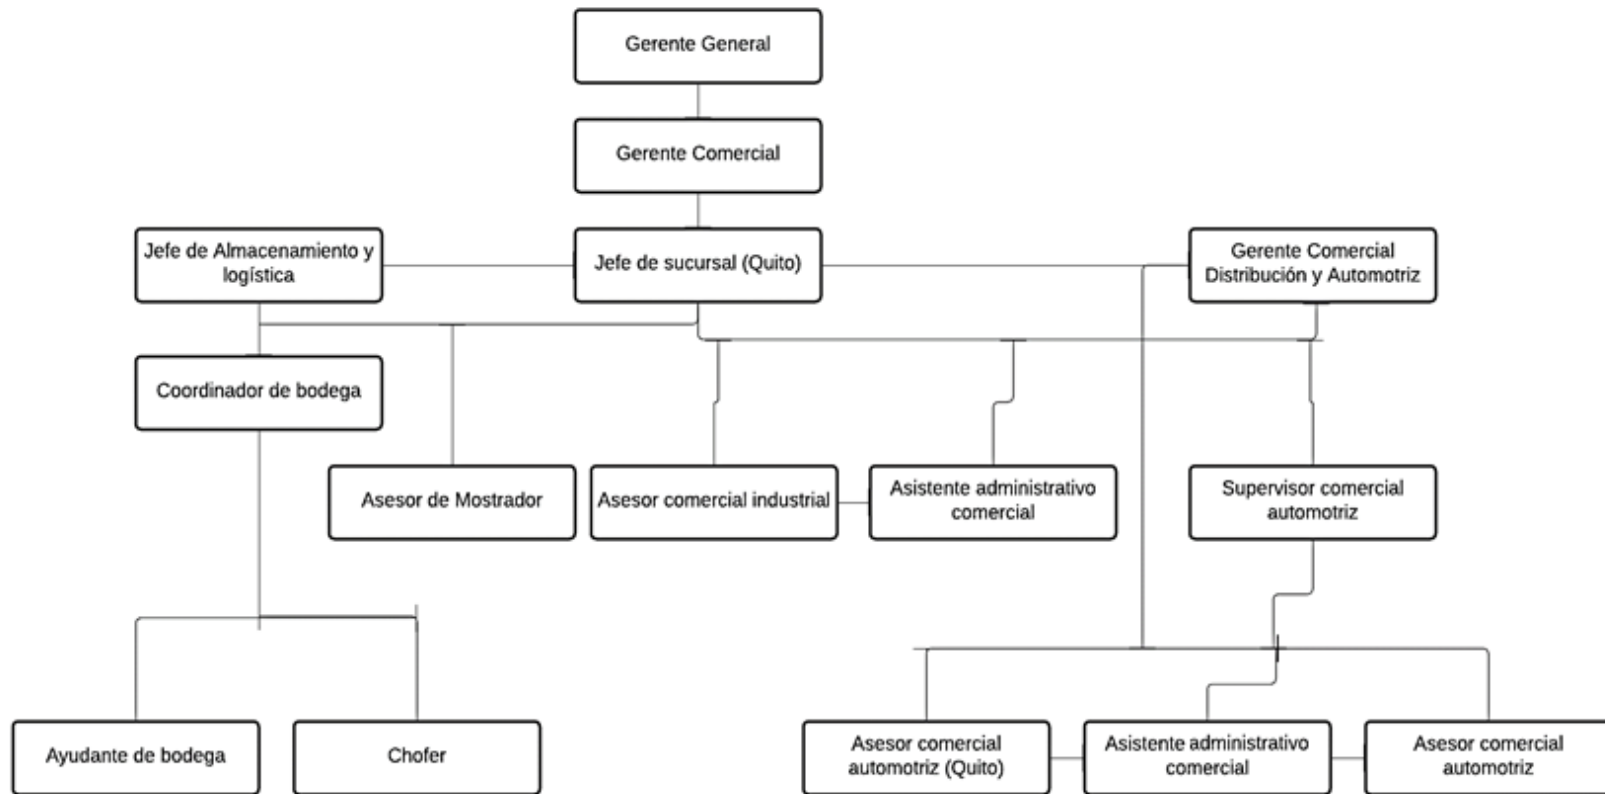 Gerente General
Gerente Comercial
Jefe de Almacenamiento y
logística
Jefe de sucursal (Quito)
Gerente Comercial
Distribución y Automotriz
Coordinador de bodega
Asesor de Mostrador
Asesor comercial industrial
Asistente administrativo
comercial
Supervisor comercial
automotriz
Ayudante de bodega
Chofer
Asesor comercial
automotriz (Quito)
Asistente administrativo
comercial
Asesor comercial
automotriz